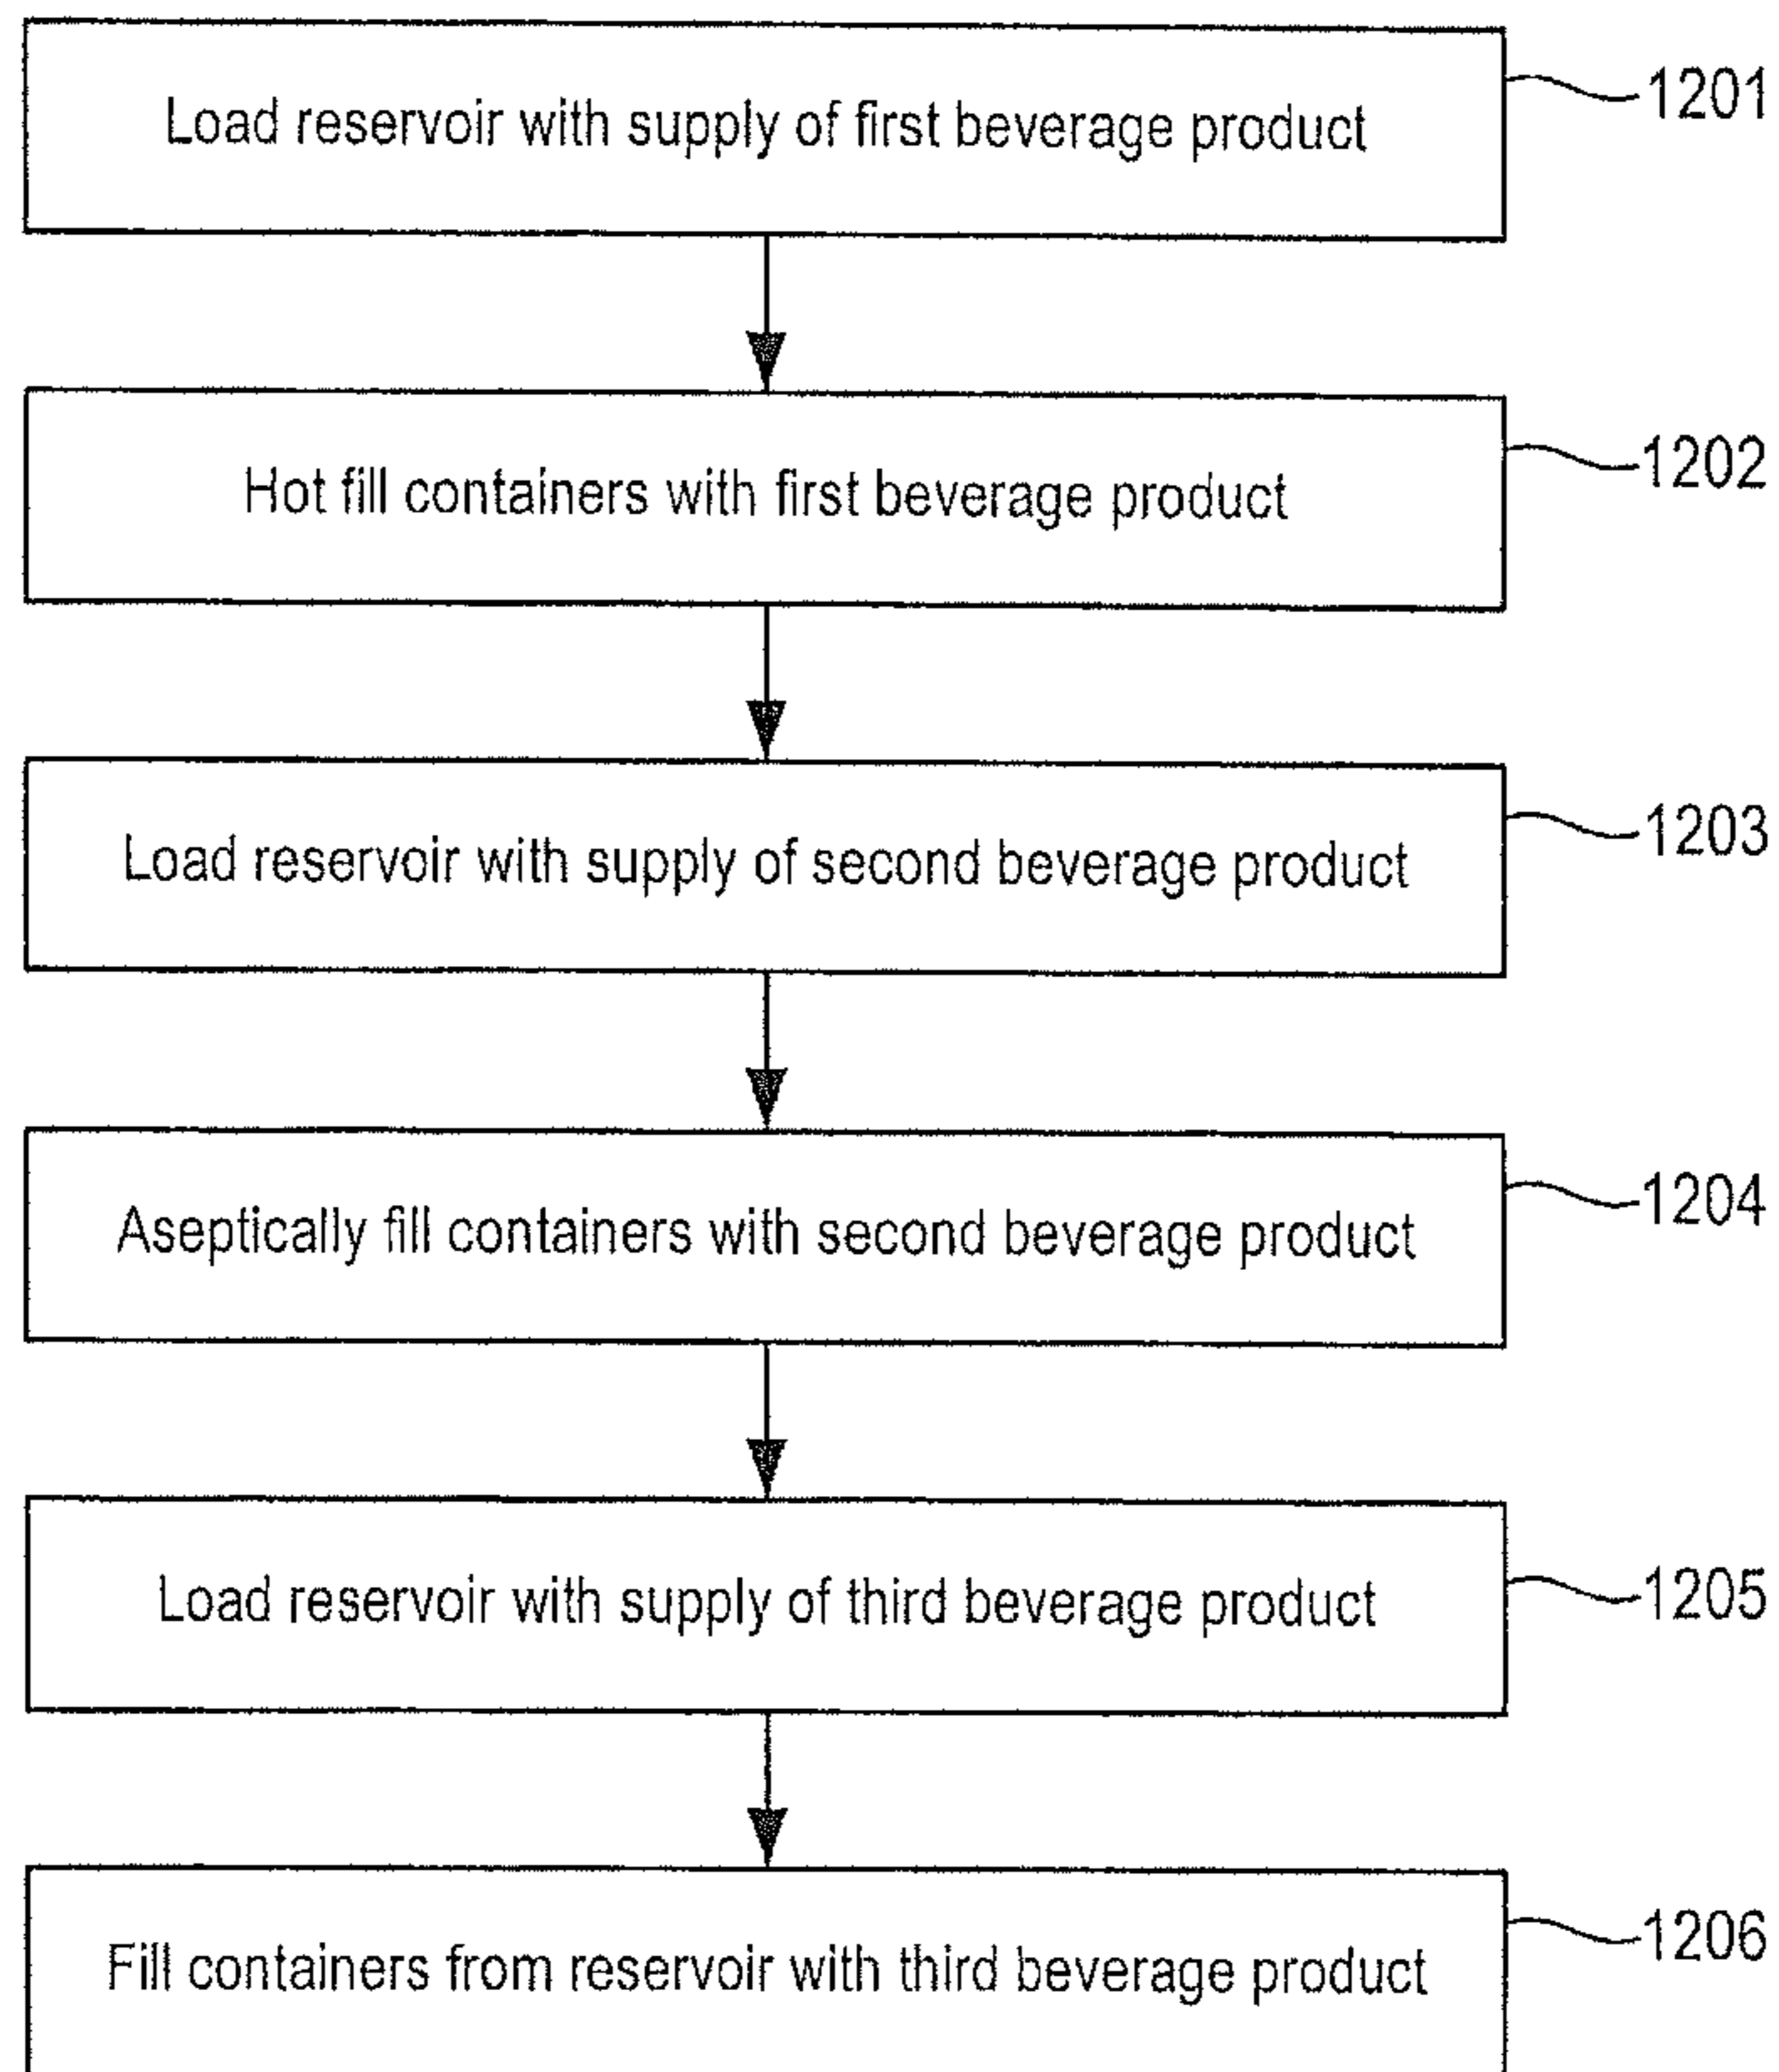 Load reservoir with supply of first beverage product
1201
Hot fill containers with first beverage product
1202
Load reservoir with supply of second beverage product
1203
Aseptically fill containers with second beverage product
1204
Load reservoir with supply of third beverage product
1205
Fill containers from reservoir with third beverage product
1206